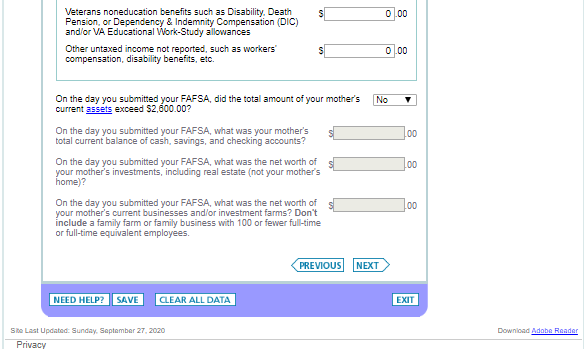 Veterans noneducation benefits such as Disability, Death $ 0 .00
Pension, or Dependency & Indemnity Compensation (DIC)
and/or VA Educational Work-Study allowances
Other untaxed income not reported, such as workers' $ 0 .00
compensation, disability benefits, etc.
On the day you submitted your FAFSA, did the total amount of your mother's No
current assets exceed $2,600.00?
On the day you submitted your FAFSA, what was your mother's $ .00
total current balance of cash, savings, and checking accounts?
On the day you submitted your FAFSA, what was the net worth of $ .00
your mother's investments, including real estate (not your mother's
home)?
On the day you submitted your FAFSA, what was the net worth of $ .00
your mother's current businesses and/or investment farms? Don't
include a family farm or family business with 100 or fewer full-time
or full-time equivalent employees.
PREVIOUS NEXT
NEED HELP? SAVE CLEAR ALL DATA EXIT
Site Last Updated: Sunday, September 27, 2020 Download Adobe Reader
Privacy